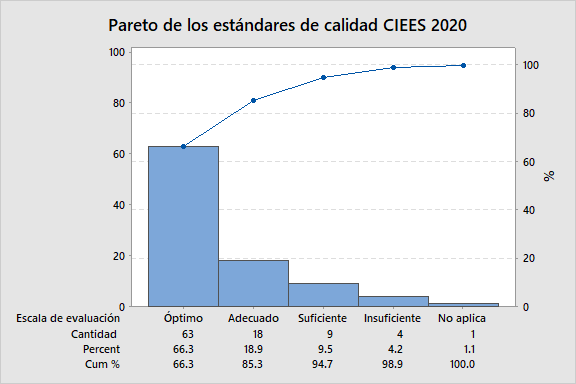 Pareto de los estándares de calidad CIEES 2020
100
80
60
40
20
0
100
80
60
40
20
0
%
Escala de evaluación Óptimo Adecuado Suficiente Insuficiente No aplica
Cantidad 63 18 9 4 1
Percent 66.3 18.9 9.5 4.2 1.1
Cum % 66.3 85.3 94.7 98.9 100.0